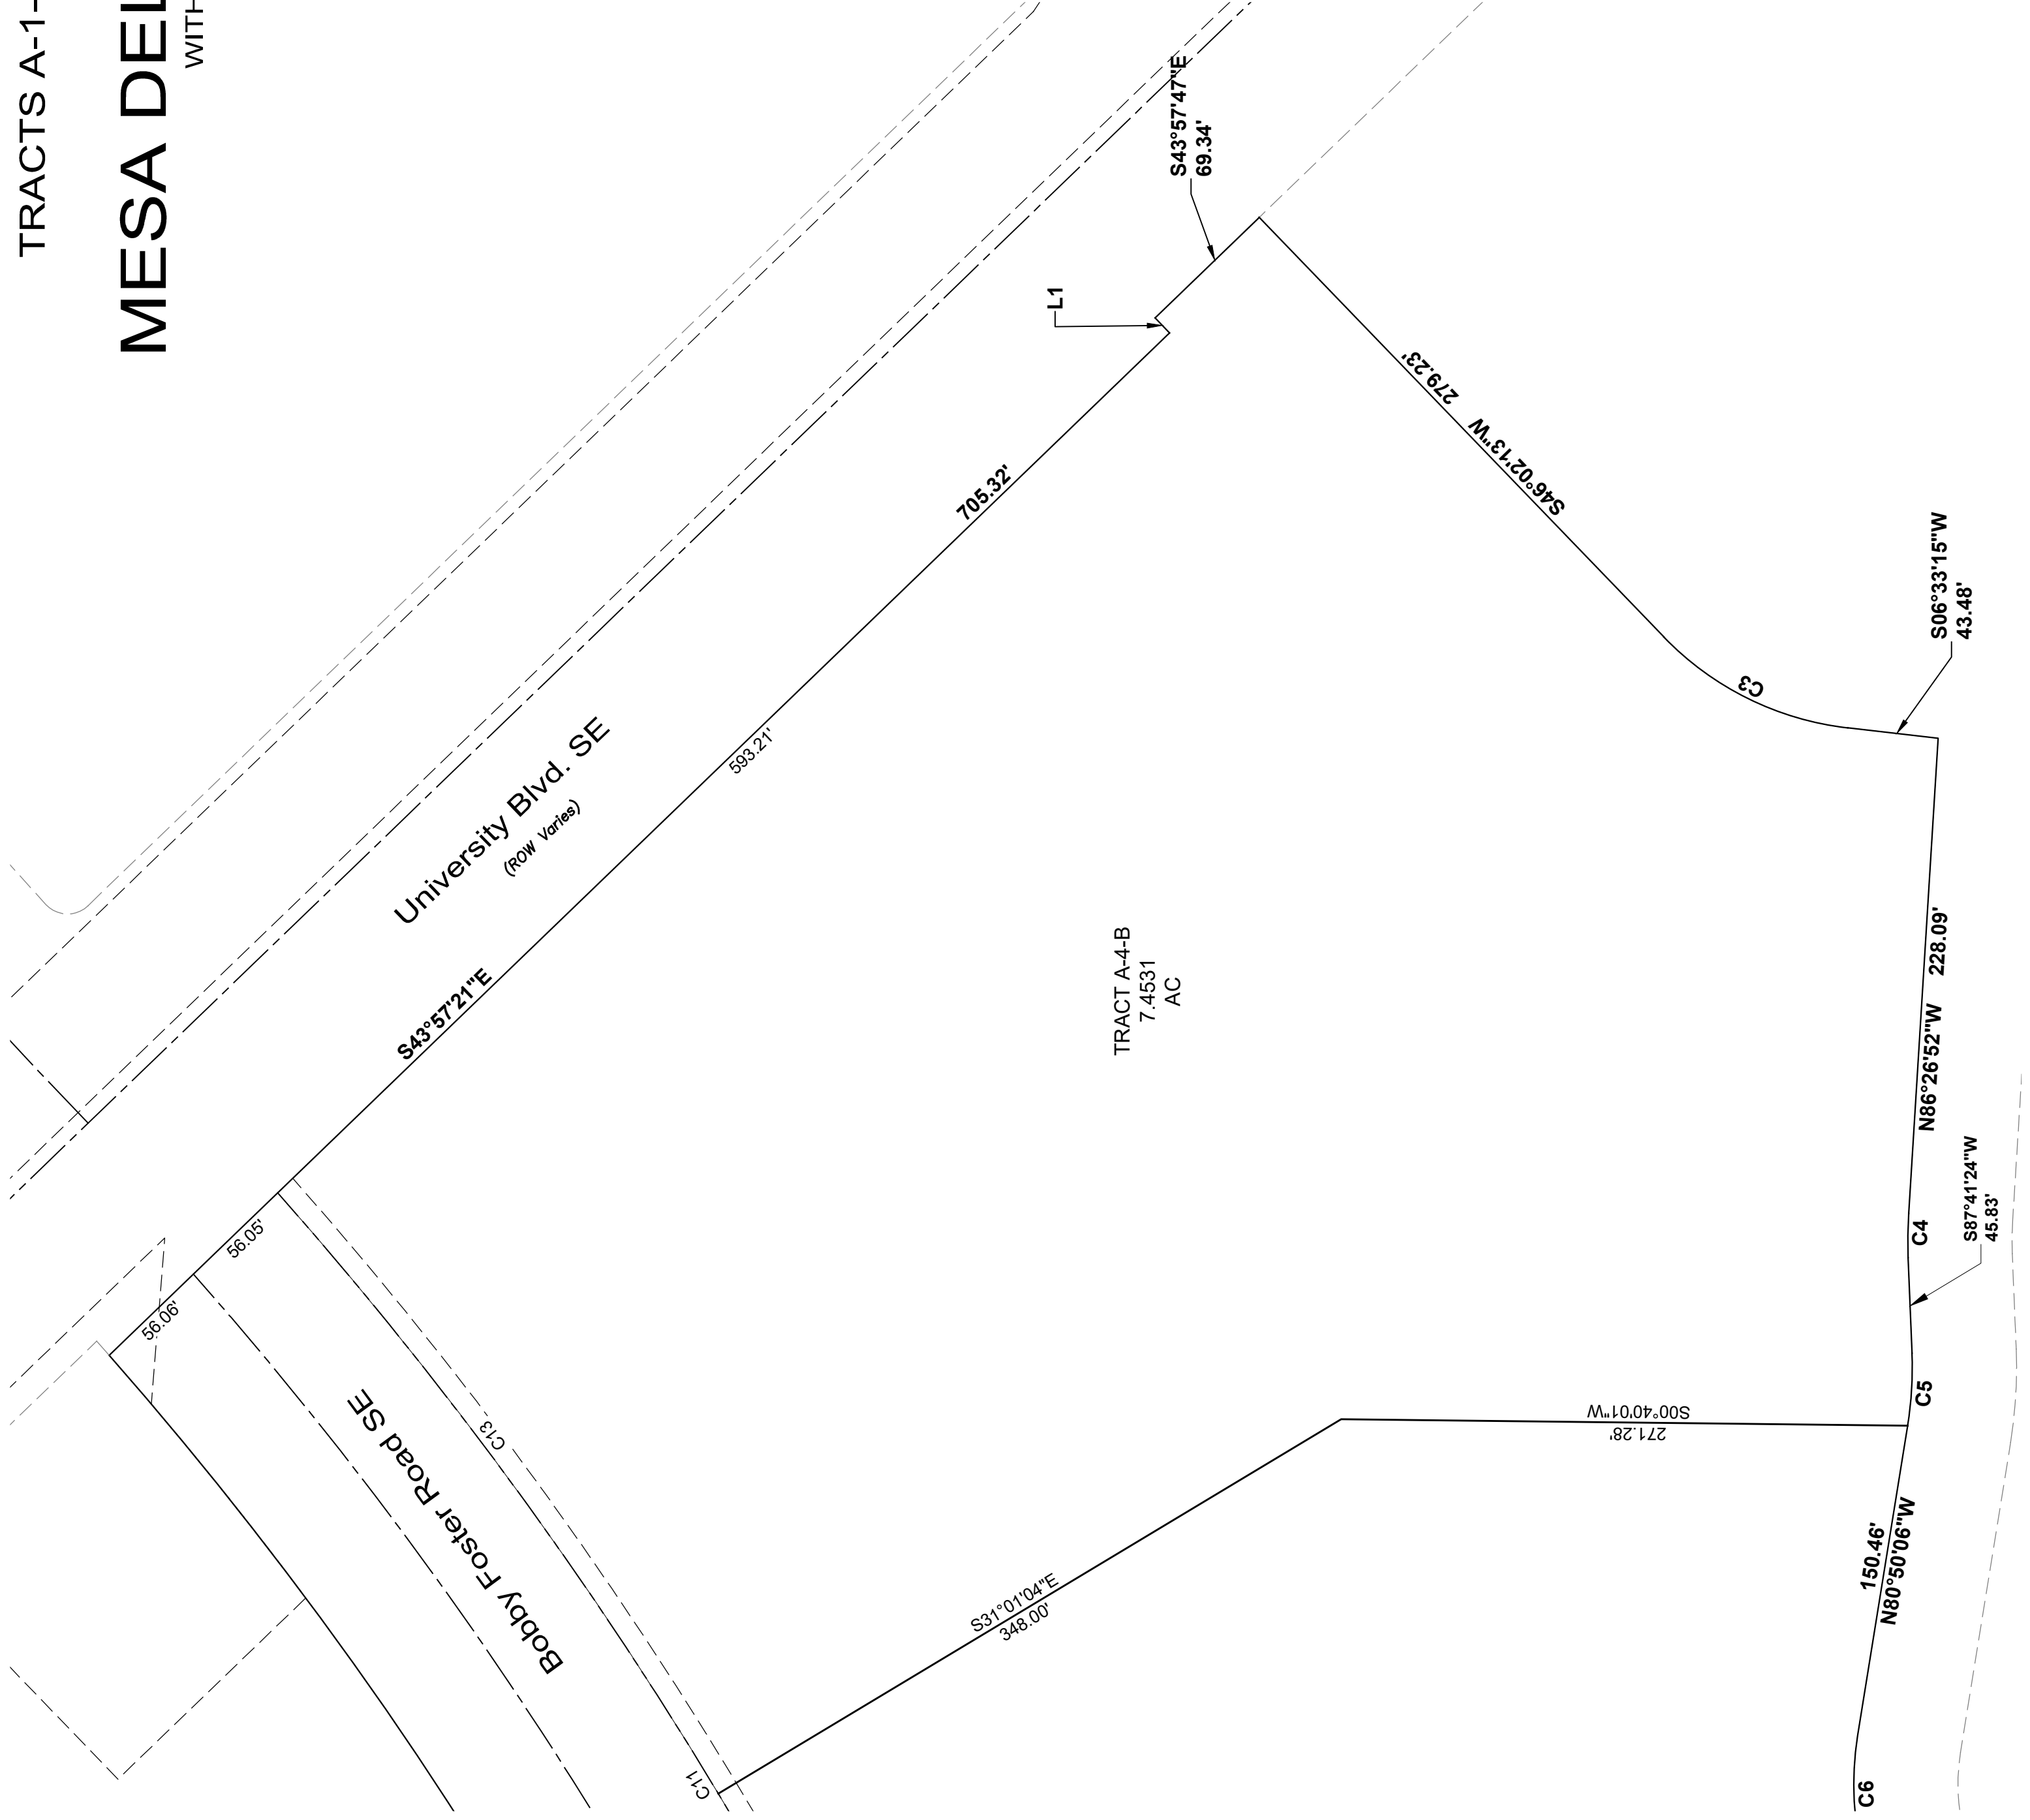 TRACTS A-1-
MESA DEL
WITH
S43°57'47"E
69.34'
L1
S46°02'13"W 279.23'
705.32'
593.21'
University Blvd. SE
(ROW Varies)
S43°57'21"E
56.05'
56.06'
C3
S06°33'15"W
43.48'
TRACT A-4-B
7.4531
AC
N86°26'52"W 228.09'
C4
S87°41'24"W
45.83'
C5
S00°40'01"W
271.28'
C13
Bobby Foster Road SE
S31°01'04"E
348.00'
C11
150.46'
N80°50'06"W
C6